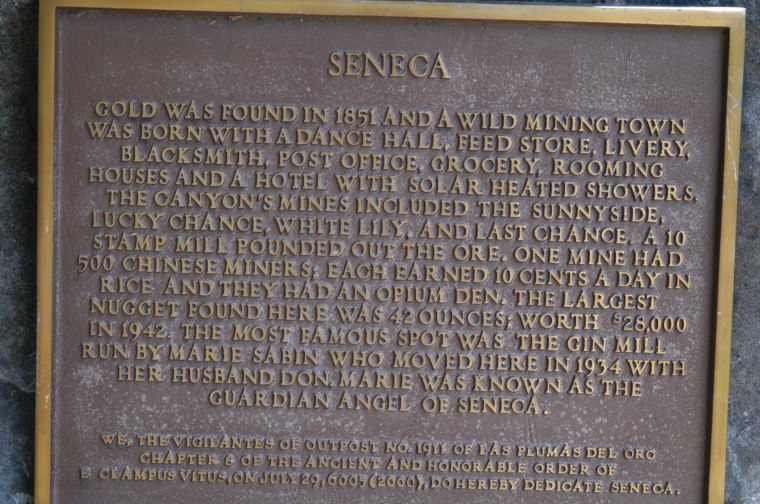 SENECA
GOLD WAS FOUND IN 1851 AND A WILD MINING TOWN
WAS BORN WITH A DANCE HALL, FEED STORE, LIVERY,
BLACKSMITH, POST OFFICE, GROCERY, ROOMING
HOUSES AND A HOTEL WITH SOLAR HEATED SHOWERS.
THE CANYON'S MINES INCLUDED THE SUNNYSIDE,
LUCKY CHANCE, WHITE LILY, AND LAST CHANCE. A 10
STAMP MILL POUNDED OUT THE ORE. ONE MINE HAD
500 CHINESE MINERS; EACH EARNED 10 CENTS A DAY IN
RICE AND THEY HAD AN OPIUM DEN. THE LARGEST
NUGGET FOUND HERE WAS 42 OUNCES; WORTH $28,000
IN 1942. THE MOST FAMOUS SPOT WAS THE GIN MILL
RUN BY MARIE SABIN WHO MOVED HERE IN 1934 WITH
HER HUSBAND DON. MARIE WAS KNOWN AS THE
GUARDIAN ANGEL OF SENECA.
WE, THE VIGILANTES OF OUTPOST NO. 1911 OF LAS PLUMAS DEL ORO
CHAPTER 8 OF THE ANCIENT AND HONORABLE ORDER OF
E CLAMPUS VITUS, ON JULY 29, 6005 (2000), DO HEREBY DEDICATE SENECA.